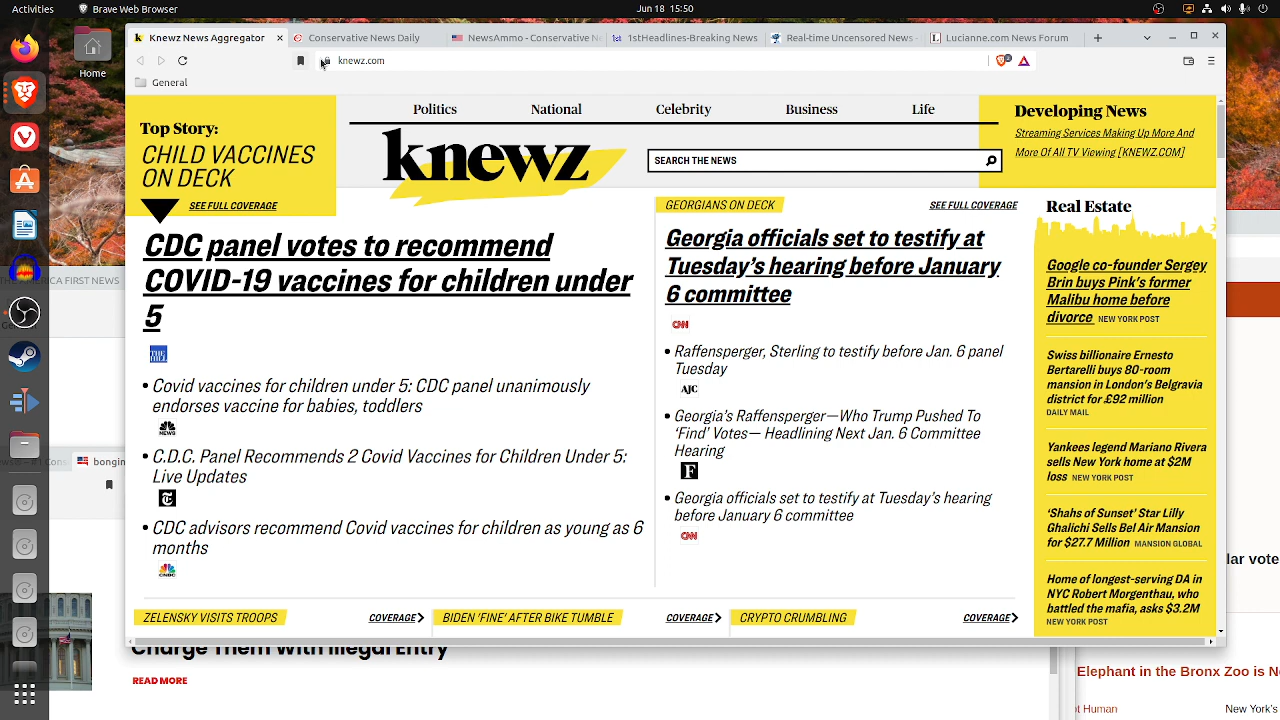 Activities
Brave Web Browser
Jun 18  15:50
Home
Knewz News Aggregator
Conservative News Daily
NewsAmmo - Conservative Ne
1stHeadlines-Breaking News
Real-time Uncensored News -
Lucianne.com News Forum
knewz.com
General
Top Story:
CHILD VACCINES
ON DECK
SEE FULL COVERAGE
Politics
National
Celebrity
Business
Life
knewz
SEARCH THE NEWS
Developing News
Streaming Services Making Up More And
More Of All TV Viewing [KNEWZ.COM]
CDC panel votes to recommend
COVID-19 vaccines for children under
5
THE HILL
• Covid vaccines for children under 5: CDC panel unanimously
endorses vaccine for babies, toddlers
NEWS
• C.D.C. Panel Recommends 2 Covid Vaccines for Children Under 5:
Live Updates
• CDC advisors recommend Covid vaccines for children as young as 6
months
CNBC
GEORGIANS ON DECK
SEE FULL COVERAGE
Georgia officials set to testify at
Tuesday's hearing before January
6 committee
CNN
• Raffensperger, Sterling to testify before Jan. 6 panel
Tuesday
AJC
• Georgia's Raffensperger—Who Trump Pushed To
'Find' Votes— Headlining Next Jan. 6 Committee
Hearing
F
• Georgia officials set to testify at Tuesday's hearing
before January 6 committee
CNN
Real Estate
Google co-founder Sergey
Brin buys Pink's former
Malibu home before
divorce NEW YORK POST
Swiss billionaire Ernesto
Bertarelli buys 80-room
mansion in London's Belgravia
district for £92 million
DAILY MAIL
Yankees legend Mariano Rivera
sells New York home at $2M
loss NEW YORK POST
'Shahs of Sunset' Star Lilly
Ghalichi Sells Bel Air Mansion
for $27.7 Million MANSION GLOBAL
Home of longest-serving DA in
NYC Robert Morgenthau, who
battled the mafia, asks $3.2M
NEW YORK POST
ZELENSKY VISITS TROOPS
COVERAGE
BIDEN 'FINE' AFTER BIKE TUMBLE
COVERAGE
CRYPTO CRUMBLING
COVERAGE
AMERICA FIRST NEWS
bongin
lar vote
Charge Them With Illegal Entry
READ MORE
Elephant in the Bronx Zoo is N
t Human
New York's